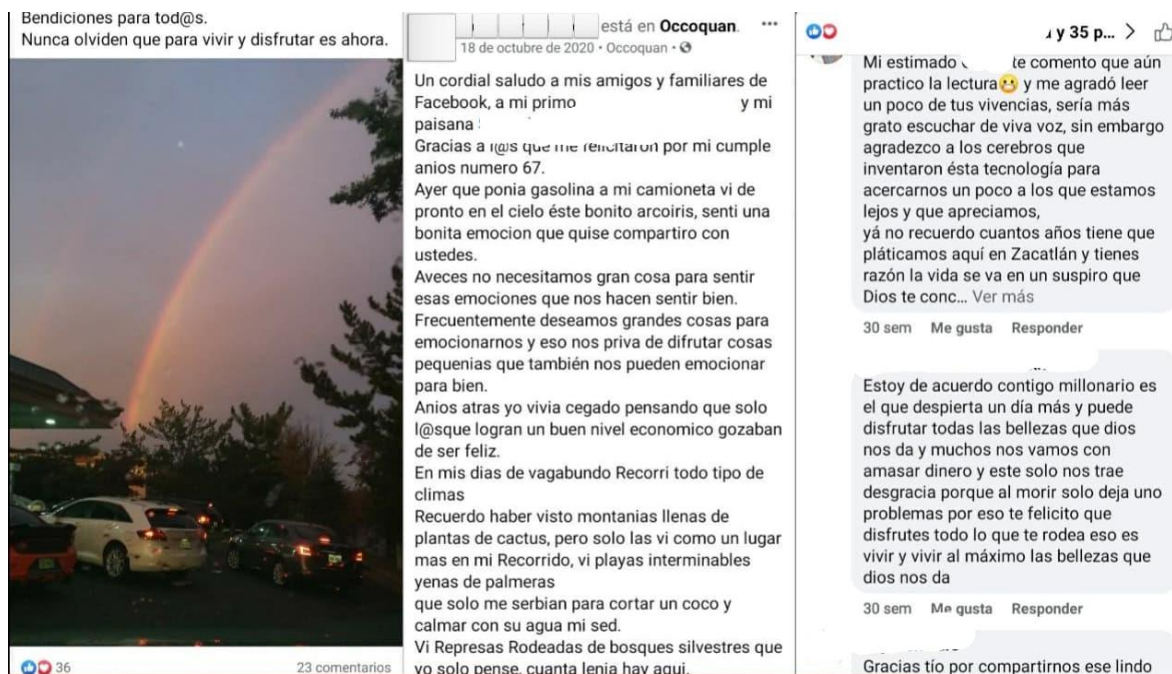 Bendiciones para tod@s.
Nunca olviden que para vivir y disfrutar es ahora.
36
23 comentarios
está en Occoquan.
18 de octubre de 2020 · Occoquan ·
Un cordial saludo a mis amigos y familiares de
Facebook, a mi primo y mi
paisana
Gracias a l@s que me felicitaron por mi cumple
anios numero 67.
Ayer que ponia gasolina a mi camioneta vi de
pronto en el cielo éste bonito arcoiris, senti una
bonita emocion que quise compartiro con
ustedes.
Aveces no necesitamos gran cosa para sentir
esas emociones que nos hacen sentir bien.
Frecuentemente deseamos grandes cosas para
emocionarnos y eso nos priva de difrutar cosas
pequenias que también nos pueden emocionar
para bien.
Anios atras yo vivia cegado pensando que solo
l@sque logran un buen nivel economico gozaban
de ser feliz.
En mis dias de vagabundo Recorri todo tipo de
climas
Recuerdo haber visto montanias llenas de
plantas de cactus, pero solo las vi como un lugar
mas en mi Recorrido, vi playas interminables
yenas de palmeras
que solo me serbian para cortar un coco y
calmar con su agua mi sed.
Vi Represas Rodeadas de bosques silvestres que
yo solo pense, cuanta lenia hay aqui.
y 35 p...
Mi estimado te comento que aún
practico la lectura😬 y me agradó leer
un poco de tus vivencias, sería más
grato escuchar de viva voz, sin embargo
agradezco a los cerebros que
inventaron ésta tecnología para
acercarnos un poco a los que estamos
lejos y que apreciamos,
yá no recuerdo cuantos años tiene que
pláticamos aquí en Zacatlán y tienes
razón la vida se va en un suspiro que
Dios te conc... Ver más
30 sem Me gusta Responder
Estoy de acuerdo contigo millonario es
el que despierta un día más y puede
disfrutar todas las bellezas que dios
nos da y muchos nos vamos con
amasar dinero y este solo nos trae
desgracia porque al morir solo deja uno
problemas por eso te felicito que
disfrutes todo lo que te rodea eso es
vivir y vivir al máximo las bellezas que
dios nos da
30 sem Me gusta Responder
Gracias tío por compartirnos ese lindo